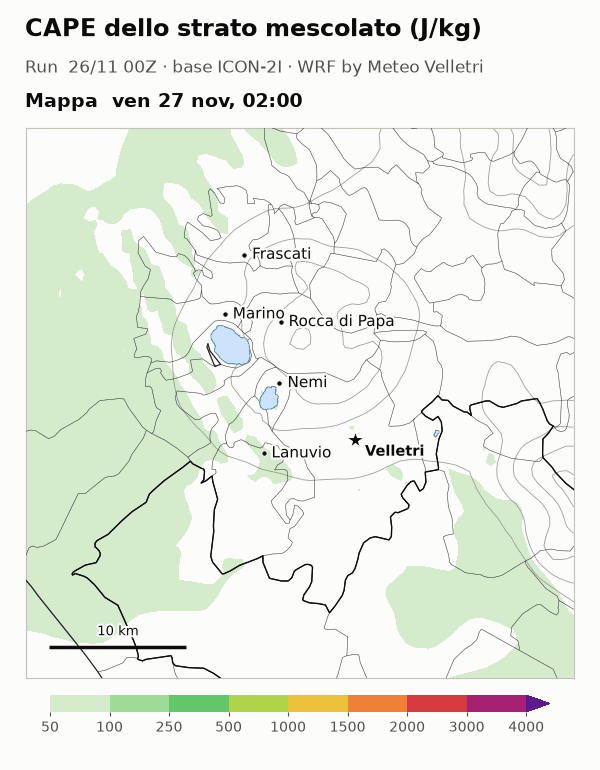 CAPE dello strato mescolato (J/kg)
Run 26/11 00Z · base ICON-2I · WRF by Meteo Velletri
Mappa ven 27 nov, 02:00
Frascati
Marino
Rocca di Papa
Nemi
Velletri
Lanuvio
10 km
50 100 250 500 1000 1500 2000 3000 4000